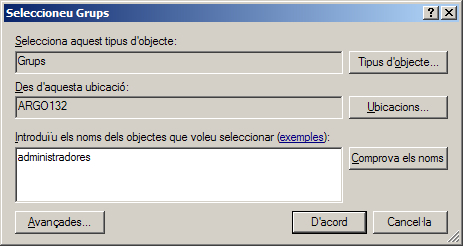 Seleccioneu Grups
Selecciona aquest tipus d'objecte:
Grups
Tipus d'objecte...
Des d'aquesta ubicació:
ARGO132
Ubicacions...
Introduïu els noms dels objectes que voleu seleccionar (exemples):
administradores
Comprova els noms
Avançades...
D'acord
Cancel·la